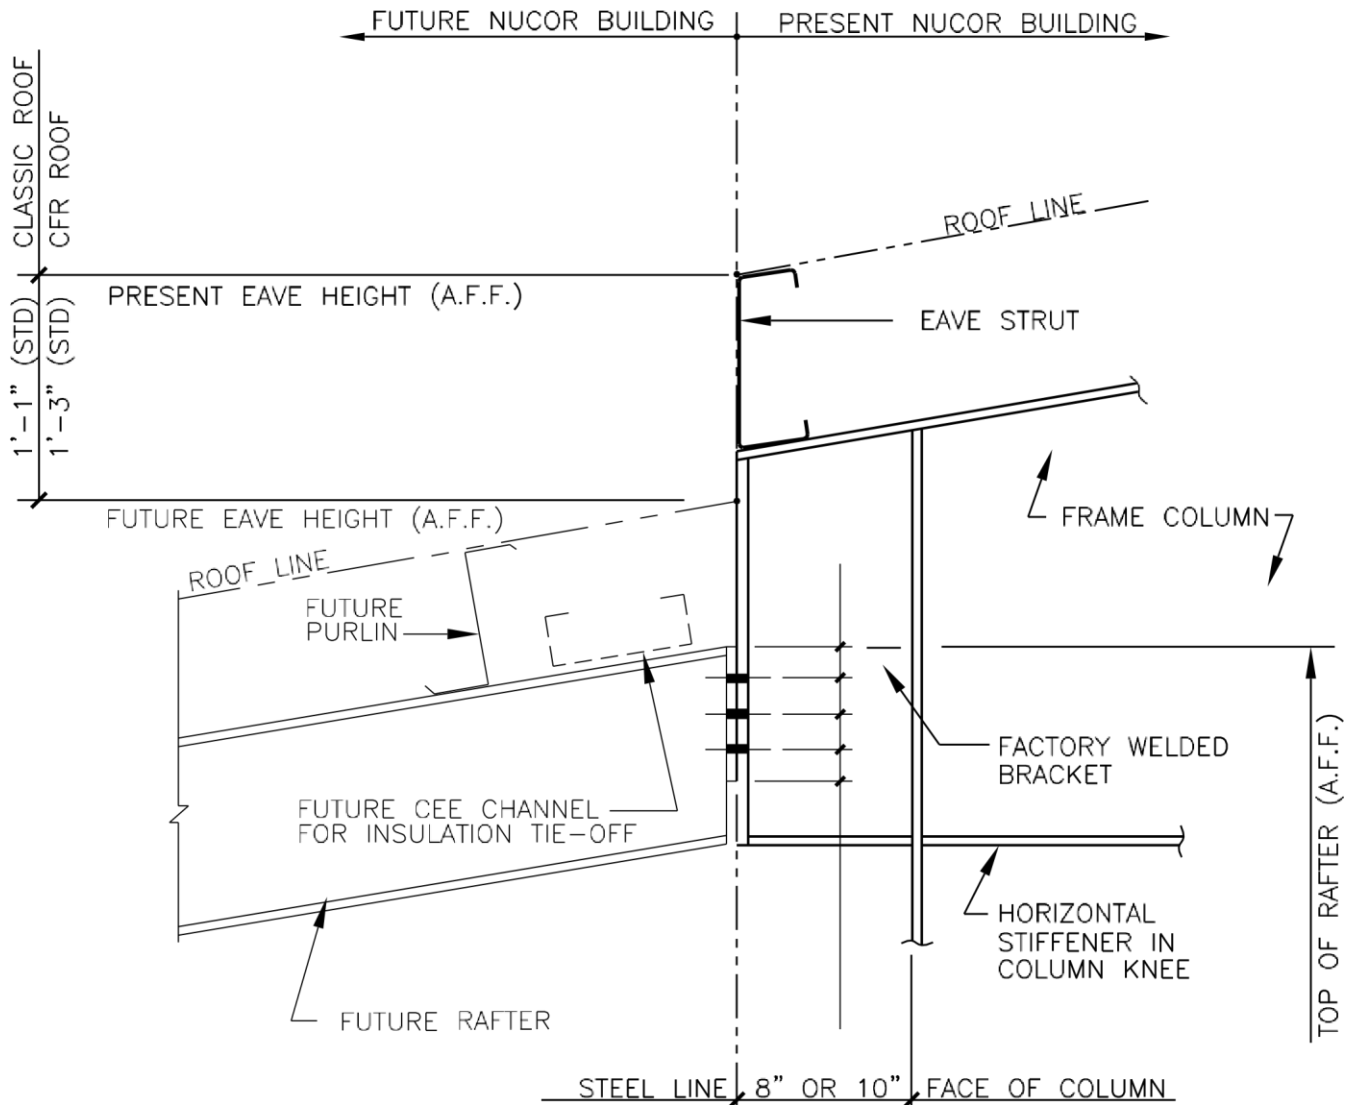 FUTURE NUCOR BUILDING
PRESENT NUCOR BUILDING
CLASSIC ROOF
CFR ROOF
ROOF LINE
PRESENT EAVE HEIGHT (A.F.F.)
EAVE STRUT
1'-1" (STD)
1'-3" (STD)
FUTURE EAVE HEIGHT (A.F.F.)
FRAME COLUMN
ROOF LINE
FUTURE
PURLIN
FACTORY WELDED
BRACKET
TOP OF RAFTER (A.F.F.)
FUTURE CEE CHANNEL
FOR INSULATION TIE-OFF
HORIZONTAL
STIFFENER IN
COLUMN KNEE
FUTURE RAFTER
STEEL LINE
8" OR 10"
FACE OF COLUMN